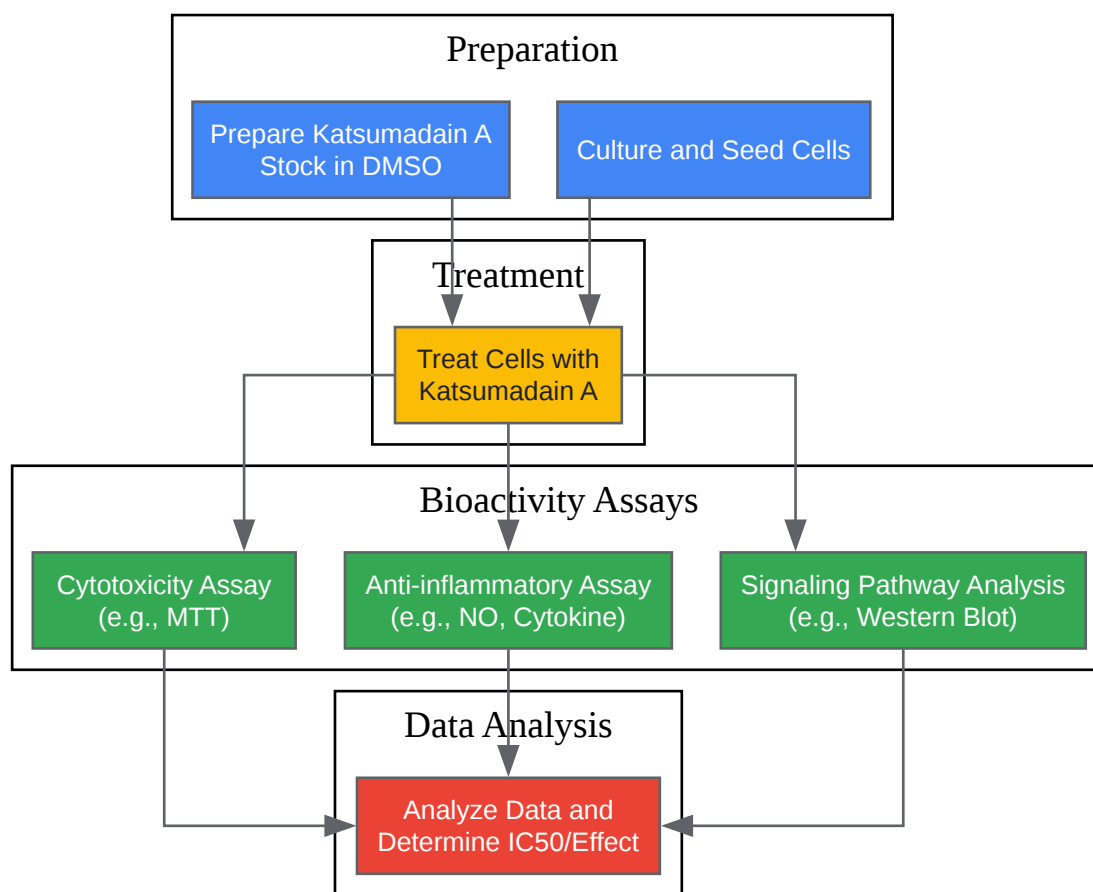 Preparation
Prepare Katsumadain A
Stock in DMSO
Culture and Seed Cells
Treatment
Treat Cells with
Katsumadain A
Bioactivity Assays
Cytotoxicity Assay
(e.g., MTT)
Anti-inflammatory Assay
(e.g., NO, Cytokine)
Signaling Pathway Analysis
(e.g., Western Blot)
Data Analysis
Analyze Data and
Determine IC50/Effect